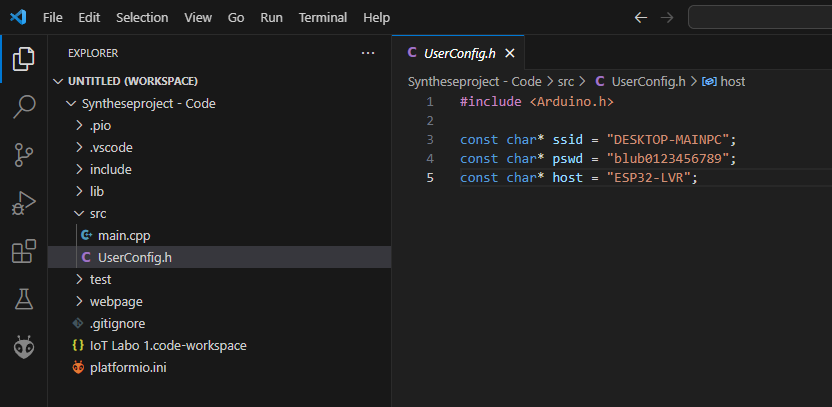 File Edit Selection View Go Run Terminal Help
EXPLORER
UserConfig.h
UNTITLED (WORKSPACE)
Syntheseproject - Code > src > C UserConfig.h > host
Syntheseproject - Code
1 #include <Arduino.h>
.pio
2
.vscode
3 const char* ssid = "DESKTOP-MAINPC";
include
4 const char* pswd = "blub0123456789";
lib
5 const char* host = "ESP32-LVR";
src
main.cpp
C UserConfig.h
test
webpage
.gitignore
{} IoT Labo 1.code-workspace
platformio.ini